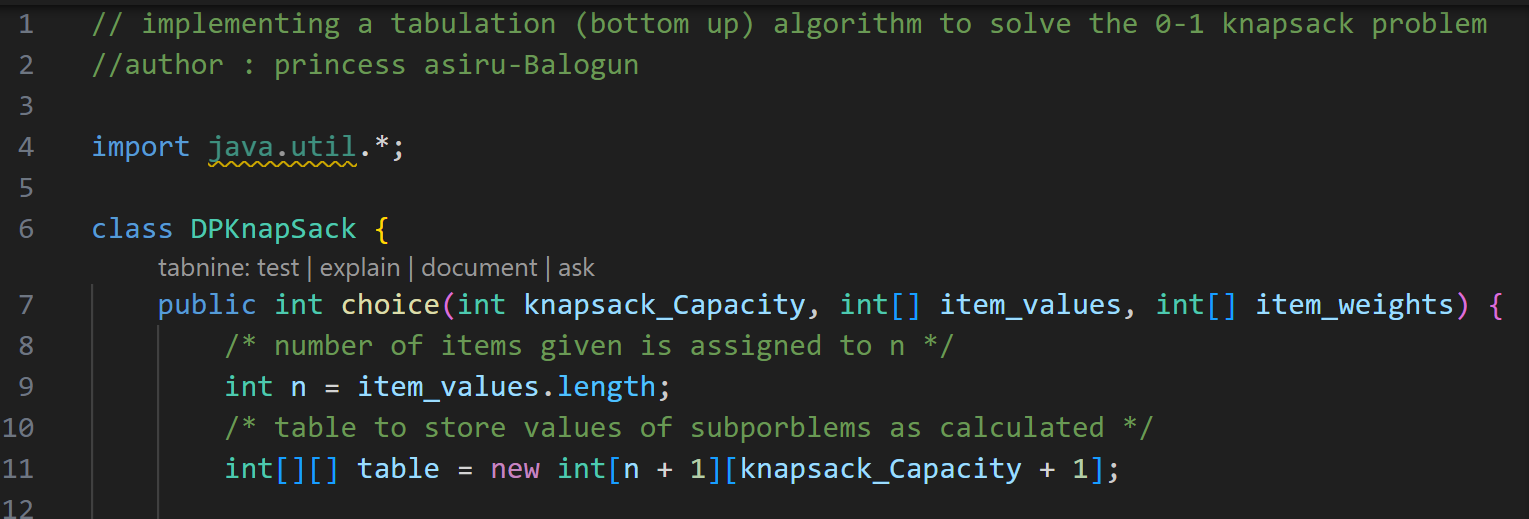 1 // implementing a tabulation (bottom up) algorithm to solve the 0-1 knapsack problem
2 //author : princess asiru-Balogun
3
4 import java.util.*;
5
6 class DPKnapSack {
tabnine: test | explain | document | ask
7 public int choice(int knapsack_Capacity, int[] item_values, int[] item_weights) {
8 /* number of items given is assigned to n */
9 int n = item_values.length;
10 /* table to store values of subporblems as calculated */
11 int[][] table = new int[n + 1][knapsack_Capacity + 1];
12